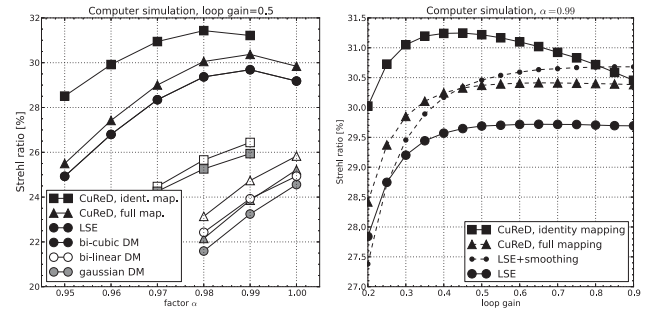 Computer simulation, loop gain=0.5
32
30
28
26
24
22
20
Strehl ratio [%]
CuReD, ident. map.
CuReD, full map.
LSE
bi-cubic DM
bi-linear DM
gaussian DM
0.95 0.96 0.97 0.98 0.99 1.00
factor α
Computer simulation, α=0.99
31.5
31.0
30.5
30.0
29.5
29.0
28.5
28.0
27.5
27.0
Strehl ratio [%]
CuReD, identity mapping
CuReD, full mapping
LSE+smoothing
LSE
0.2 0.3 0.4 0.5 0.6 0.7 0.8 0.9
loop gain